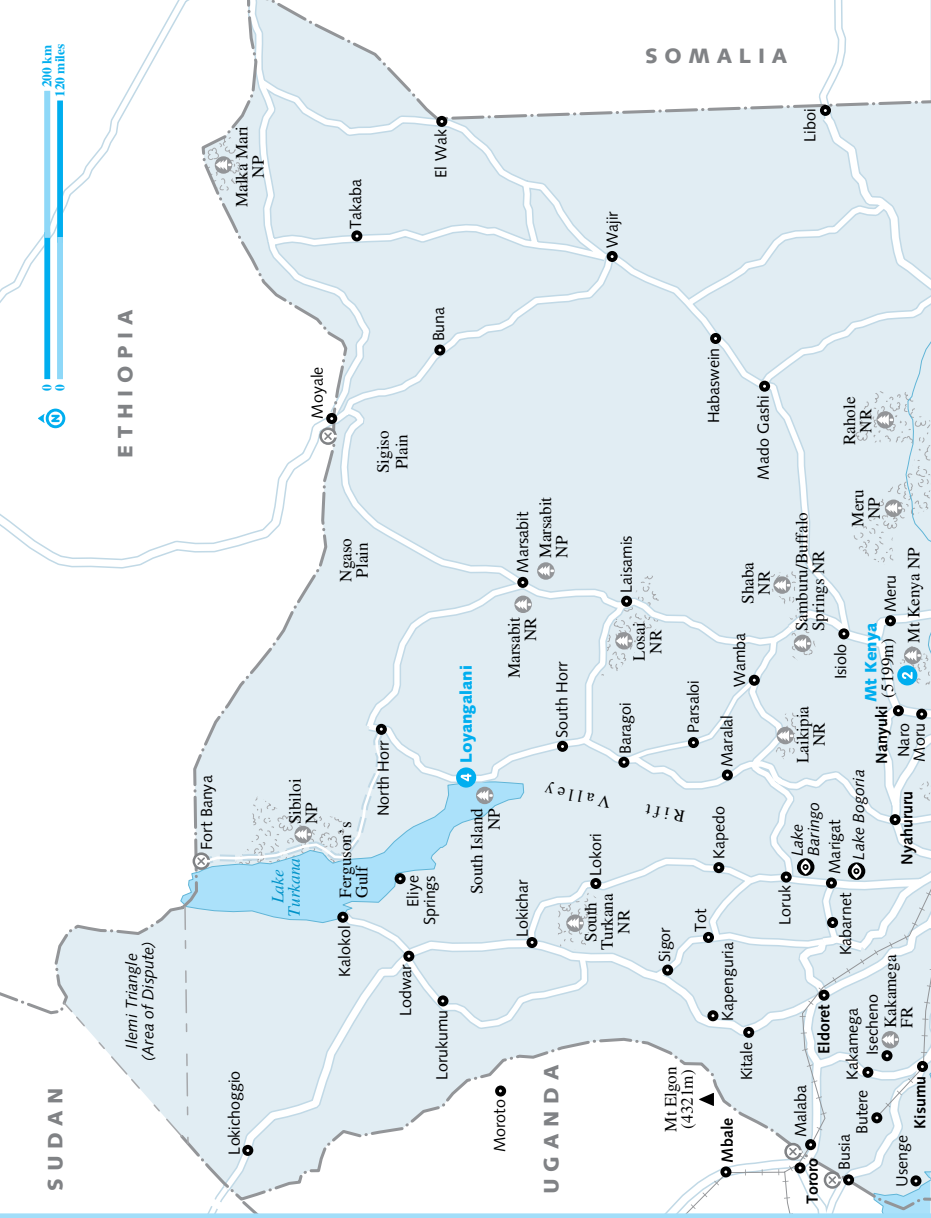 SUDAN
ETHIOPIA
SOMALIA
UGANDA
N
0
200 km
0
120 miles
Ilemi Triangle
(Area of Dispute)
Lokichoggio
Fort Banya
Sibiloi
NP
Lake
Turkana
Ferguson's
Gulf
Kalokol
Eliye
Springs
Lodwar
Lorukumu
Moroto
North Horr
4 Loyangalani
South Island
NP
Ngaso
Plain
Sigiso
Plain
Moyale
Buna
Takaba
Malka Mari
NP
El Wak
Wajir
Marsabit
Marsabit
NP
Marsabit
NR
Laisamis
Losai
NR
South Horr
Baragoi
Parsaloi
Maralal
Rift Valley
Lokichar
Lokori
South
Turkana
NR
Kapedo
Sigor
Tot
Kapenguria
Kitale
Mt Elgon
(4321m)
Mbale
Tororo
Malaba
Busia
Butere
Usenge
Kisumu
Kakamega
Isecheno
Kakamega
FR
Eldoret
Kabarnet
Marigat
Loruk
Lake
Baringo
Lake Bogoria
Nyahururu
Laikipia
NR
Wamba
Samburu/Buffalo
Springs NR
Shaba
NR
Isiolo
Mt Kenya
(5199m)
2
Mt Kenya NP
Nanyuki
Naro
Moru
Meru
Meru
NP
Rahole
NR
Mado Gashi
Habaswein
Liboi